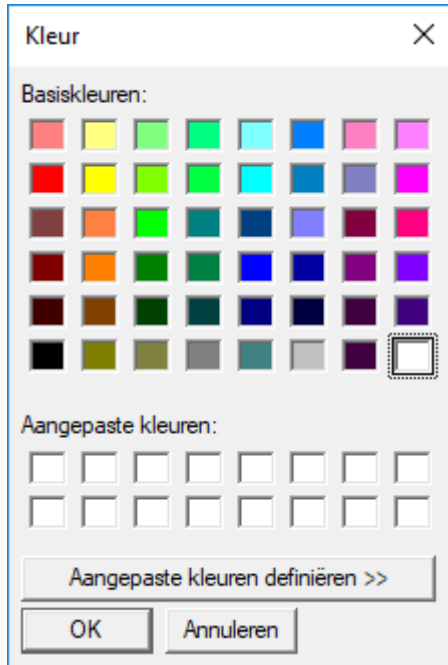 Kleur
Basiskleuren:
Aangepaste kleuren:
Aangepaste kleuren definiëren >>
OK
Annuleren